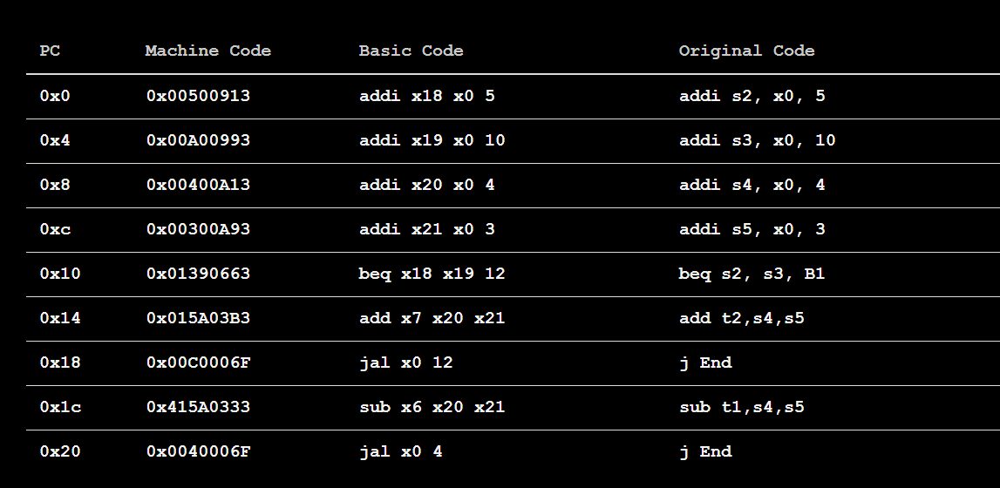 PC Machine Code Basic Code Original Code
0x0 0x00500913 addi x18 x0 5 addi s2, x0, 5
0x4 0x00A00993 addi x19 x0 10 addi s3, x0, 10
0x8 0x00400A13 addi x20 x0 4 addi s4, x0, 4
0xc 0x00300A93 addi x21 x0 3 addi s5, x0, 3
0x10 0x01390663 beq x18 x19 12 beq s2, s3, B1
0x14 0x015A03B3 add x7 x20 x21 add t2,s4,s5
0x18 0x00C0006F jal x0 12 j End
0x1c 0x415A0333 sub x6 x20 x21 sub t1,s4,s5
0x20 0x0040006F jal x0 4 j End